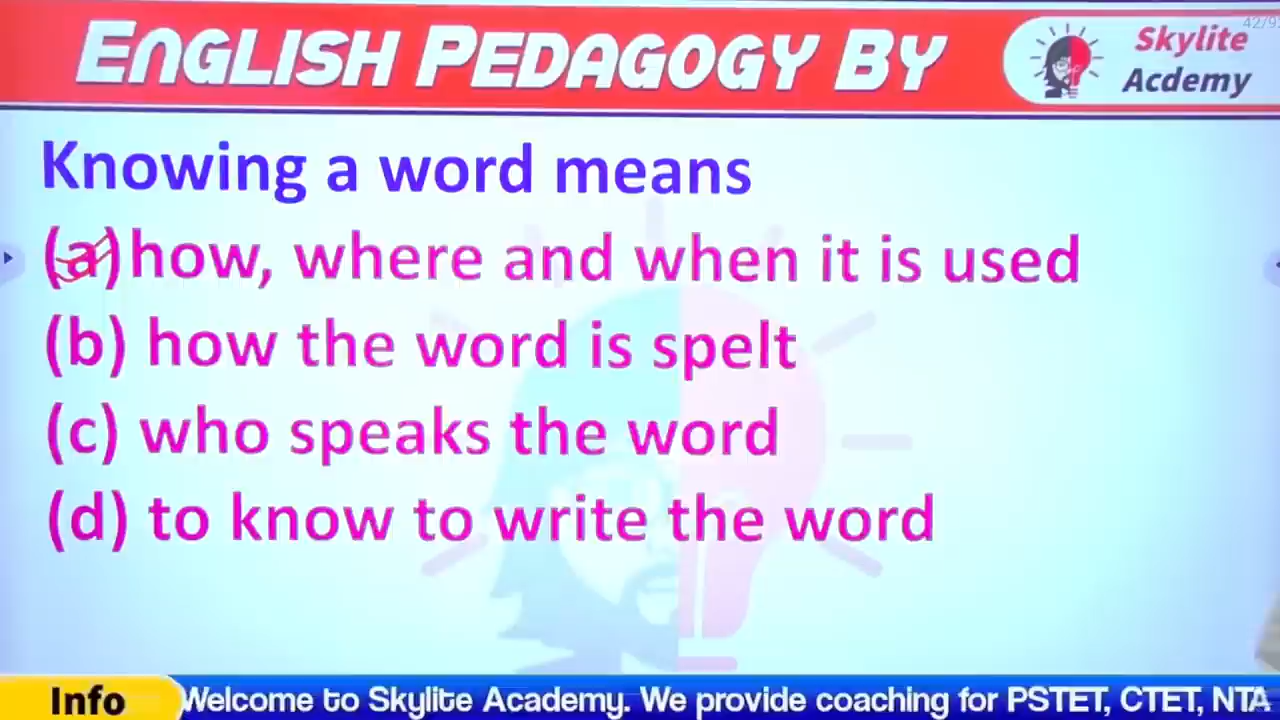 ENGLISH PEDAGOGY BY
Skylite
Acdemy
42/9
Knowing a word means
(a) how, where and when it is used
(b) how the word is spelt
(c) who speaks the word
(d) to know to write the word
Info
Welcome to Skylite Academy. We provide coaching for PSTET, CTET, NTA